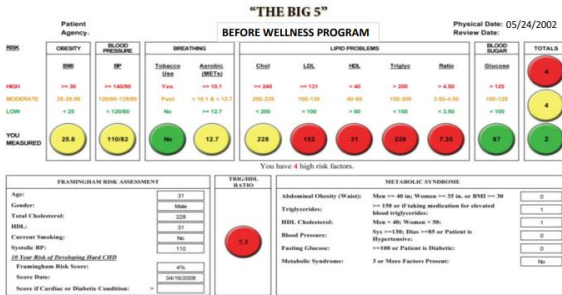 "THE BIG 5"
Patient
Agency:
BEFORE WELLNESS PROGRAM
Physical Date: 05/24/2002
Review Date:
RISK OBESITY BLOOD PRESSURE BREATHING LIPID PROBLEMS BLOOD SUGAR TOTALS
BMI BP Tobacco Use Aerobic (METs) Chol LDL HDL Triglyc Ratio Glucose
HIGH >= 30 >= 140/90 Yes <= 10.1 >= 240 >= 131 < 40 > 200 > 4.50 > 125 4
MODERATE 25-29.99 120/80-139/89 Past > 10.1 & < 12.7 200-239 100-130 40-60 150-200 3.50-4.50 100-125 4
LOW < 25 < 120/80 No >= 12.7 < 200 < 100 > 60 < 150 < 3.50 < 100
YOU MEASURED 25.8 110/82 No 12.7 228 152 31 226 7.35 87 2
You have 4 high risk factors.
FRAMINGHAM RISK ASSESSMENT
Age: 31
Gender: Male
Total Cholesterol: 228
HDL: 31
Current Smoking: No
Systolic BP: 110
10 Year Risk of Developing Hard CHD
Framingham Risk Score: 4%
Score Date: 04/16/2008
Score if Cardiac or Diabetic Condition: >
TRIG/HDL RATIO
7.3
METABOLIC SYNDROME
Abdominal Obesity (Waist): Men >= 40 in; Women >= 35 in. or BMI >= 30 0
Triglycerides: >= 150 or if taking medication for elevated blood triglycerides: 1
HDL Cholesterol: Men < 40; Women < 50: 1
Blood Pressure: Sys >=130; Dias >=85 or Patient is Hypertensive: 0
Fasting Glucose: >=100 or Patient is Diabetic: 0
Metabolic Syndrome: 3 or More Factors Present: No